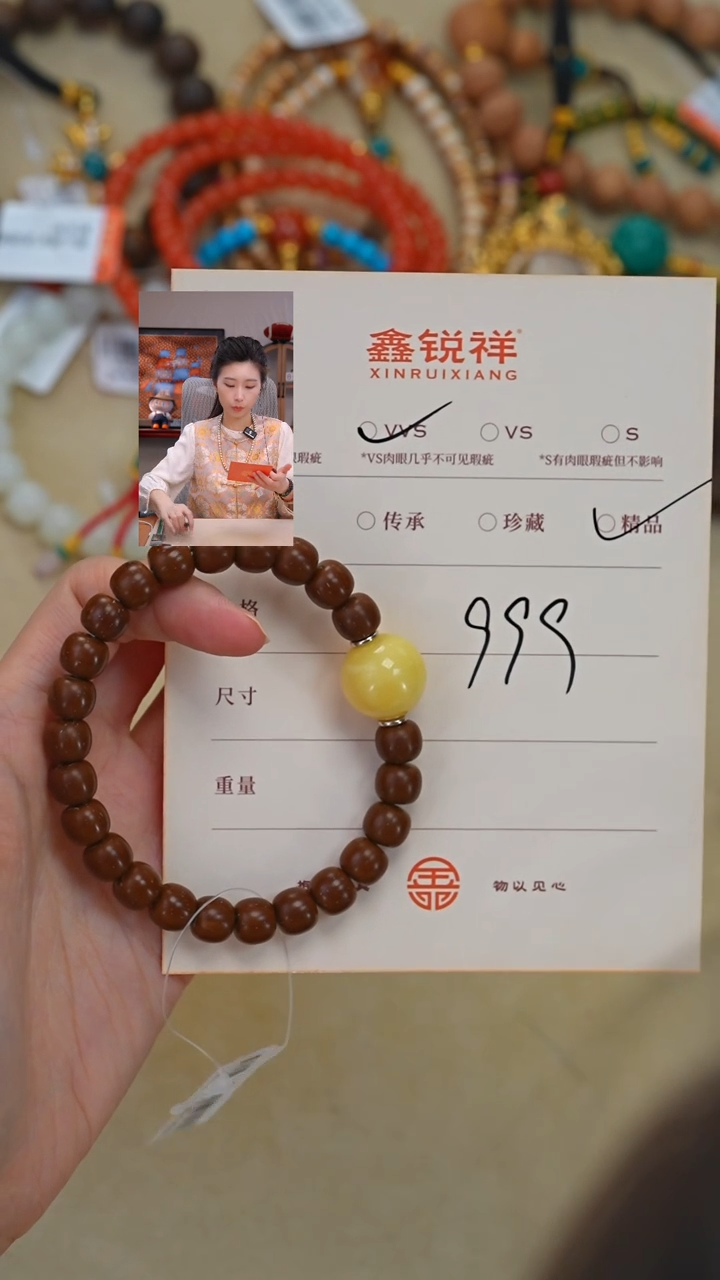 鑫锐祥
XINRUIXIANG
VVS VS S
瑕疵 *VS肉眼几乎不可见瑕疵 *S有肉眼瑕疵但不影响
传承 珍藏 精品
格 999
尺寸
重量
物以见心